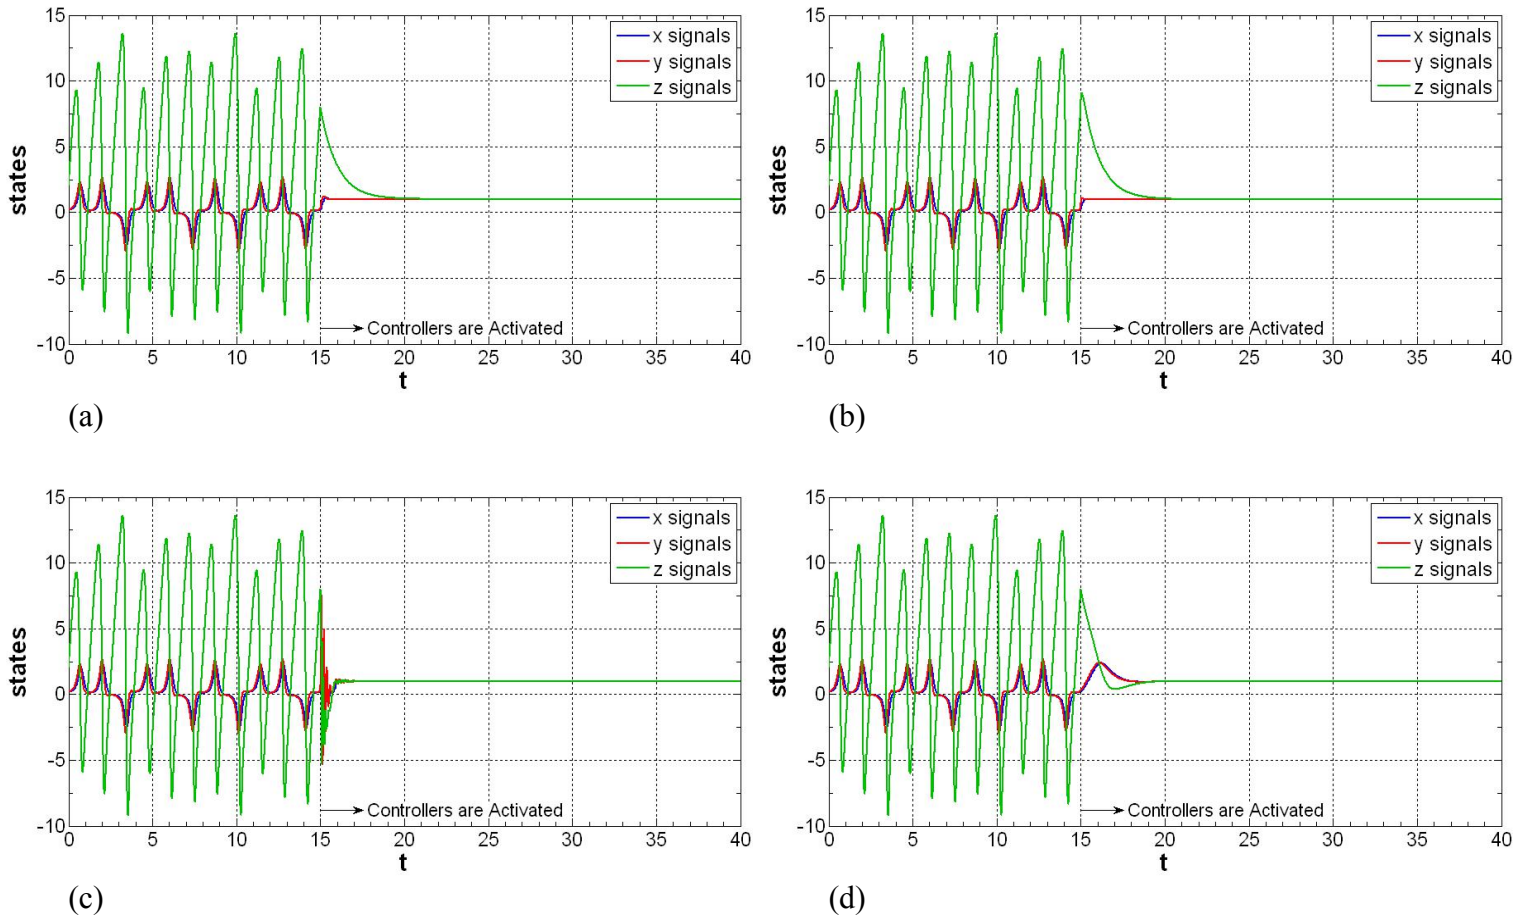 15
10
5
0
-5
-10
states
x signals
y signals
z signals
Controllers are Activated
0 5 10 15 20 25 30 35 40
t
(a)
15
10
5
0
-5
-10
states
x signals
y signals
z signals
Controllers are Activated
0 5 10 15 20 25 30 35 40
t
(b)
15
10
5
0
-5
-10
states
x signals
y signals
z signals
Controllers are Activated
0 5 10 15 20 25 30 35 40
t
(c)
15
10
5
0
-5
-10
states
x signals
y signals
z signals
Controllers are Activated
0 5 10 15 20 25 30 35 40
t
(d)